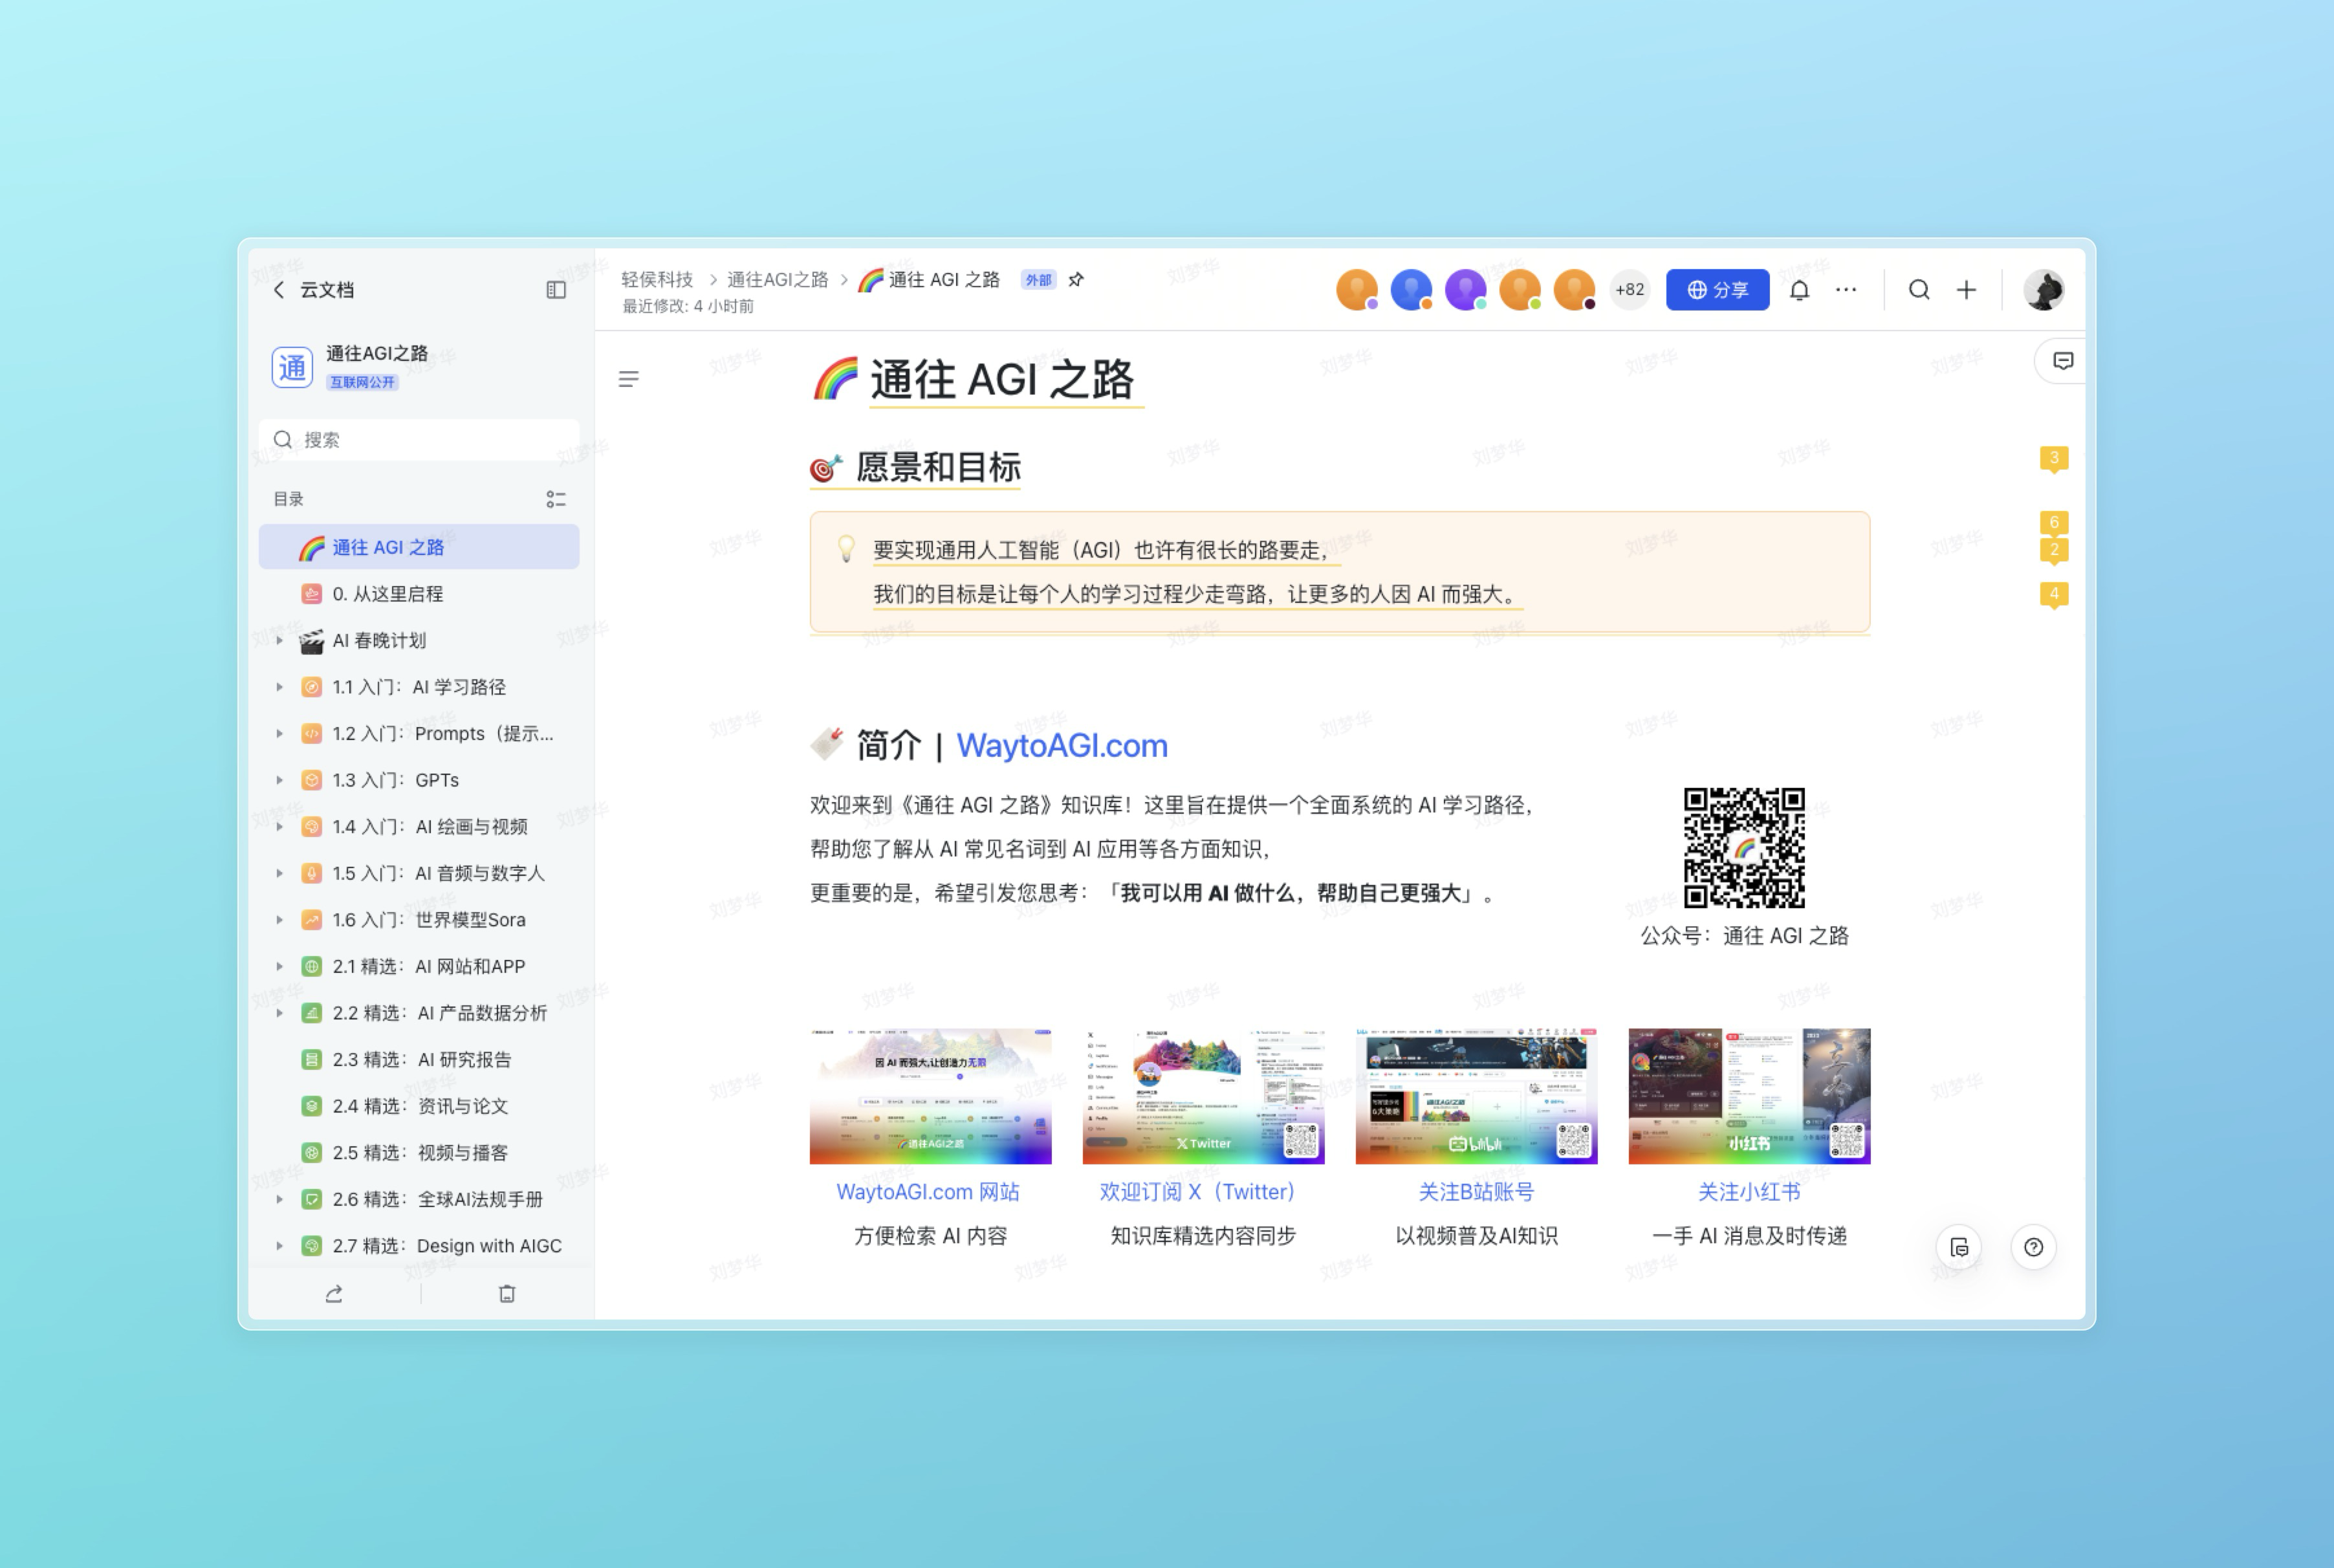 云文档
通往AGI之路
互联网公开
搜索
目录
通往 AGI 之路
0. 从这里启程
AI 春晚计划
1.1 入门：AI 学习路径
1.2 入门：Prompts（提示...
1.3 入门：GPTs
1.4 入门：AI 绘画与视频
1.5 入门：AI 音频与数字人
1.6 入门：世界模型Sora
2.1 精选：AI 网站和APP
2.2 精选：AI 产品数据分析
2.3 精选：AI 研究报告
2.4 精选：资讯与论文
2.5 精选：视频与播客
2.6 精选：全球AI法规手册
2.7 精选：Design with AIGC
轻侯科技 > 通往AGI之路 > 通往 AGI 之路 外部
最近修改: 4 小时前
+82
分享
通往 AGI 之路
愿景和目标
3
要实现通用人工智能（AGI）也许有很长的路要走，
6
2
我们的目标是让每个人的学习过程少走弯路，让更多的人因 AI 而强大。
4
简介 | WaytoAGI.com
欢迎来到《通往 AGI 之路》知识库！这里旨在提供一个全面系统的 AI 学习路径，
帮助您了解从 AI 常见名词到 AI 应用等各方面知识，
更重要的是，希望引发您思考：「我可以用 AI 做什么，帮助自己更强大」。
公众号：通往 AGI 之路
因 AI 而强大,让创造力无限
通往AGI之路
X Twitter
bilibili
小红书
WaytoAGI.com 网站
欢迎订阅 X（Twitter）
关注B站账号
关注小红书
方便检索 AI 内容
知识库精选内容同步
以视频普及AI知识
一手 AI 消息及时传递
刘梦华